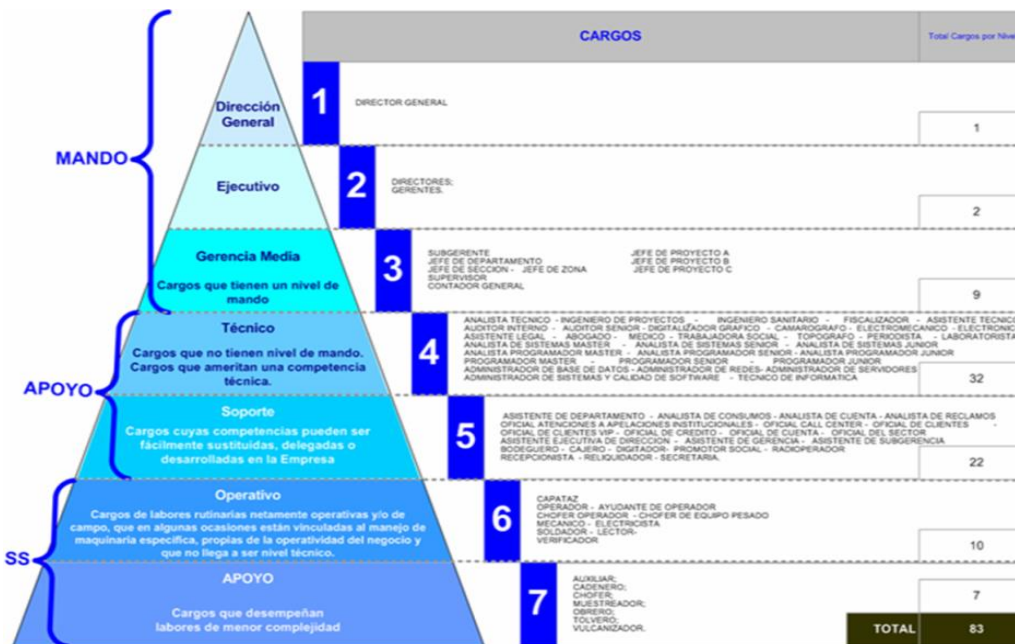 CARGOS
Total Cargos por Nivel
MANDO
Dirección
General
1
DIRECTOR GENERAL
1
Ejecutivo
2
DIRECTORES;
GERENTES.
2
Gerencia Media
Cargos que tienen un nivel de
mando
3
SUBGERENTE JEFE DE PROYECTO A
JEFE DE DEPARTAMENTO JEFE DE PROYECTO B
JEFE DE SECCION - JEFE DE ZONA JEFE DE PROYECTO C
SUPERVISOR
CONTADOR GENERAL
9
APOYO
Técnico
Cargos que no tienen nivel de mando.
Cargos que ameritan una competencia
técnica.
4
ANALISTA TECNICO - INGENIERO DE PROYECTOS - INGENIERO SANITARIO - FISCALIZADOR - ASISTENTE TECNICO
AUDITOR INTERNO - AUDITOR SENIOR - DIGITALIZADOR GRAFICO - CAMAROGRAFO - ELECTROMECANICO - ELECTRONIC
ASISTENTE LEGAL - ABOGADO - MEDICO - TRABAJADORA SOCIAL - TOPOGRAFO - PERIODISTA - LABORATORISTA
ANALISTA DE SISTEMAS MASTER - ANALISTA DE SISTEMAS SENIOR - ANALISTA DE SISTEMAS JUNIOR
ANALISTA PROGRAMADOR MASTER - ANALISTA PROGRAMADOR SENIOR - ANALISTA PROGRAMADOR JUNIOR
PROGRAMADOR MASTER - PROGRAMADOR SENIOR - PROGRAMADOR JUNIOR
ADMINISTRADOR DE BASE DE DATOS - ADMINISTRADOR DE REDES- ADMINISTRADOR DE SERVIDORES
ADMINISTRADOR DE SISTEMAS Y CALIDAD DE SOFTWARE - TECNICO DE INFORMATICA
32
Soporte
Cargos cuyas competencias pueden ser
fácilmente sustituidas, delegadas o
desarrolladas en la Empresa
5
ASISTENTE DE DEPARTAMENTO - ANALISTA DE CONSUMOS - ANALISTA DE CUENTA - ANALISTA DE RECLAMOS
OFICIAL ATENCIONES A APELACIONES INSTITUCIONALES - OFICIAL CALL CENTER - OFICIAL DE CLIENTES -
OFICIAL DE CLIENTES VIP - OFICIAL DE CREDITO - OFICIAL DE CUENTA - OFICIAL DEL SECTOR
ASISTENTE EJECUTIVA DE DIRECCION - ASISTENTE DE GERENCIA - ASISTENTE DE SUBGERENCIA
BODEGUERO - CAJERO - DIGITADOR- PROMOTOR SOCIAL - RADIOPERADOR
RECEPCIONISTA - RELIQUIDADOR - SECRETARIA.
22
SS
Operativo
Cargos de labores rutinarias netamente operativas y/o de
campo, que en algunas ocasiones están vinculadas al manejo de
maquinaria específica, propias de la operatividad del negocio y
que no llega a ser nivel técnico.
6
CAPATAZ
OPERADOR - AYUDANTE DE OPERADOR
CHOFER OPERADOR - CHOFER DE EQUIPO PESADO
MECANICO - ELECTRICISTA
SOLDADOR - LECTOR-
VERIFICADOR
10
APOYO
Cargos que desempeñan
labores de menor complejidad
7
AUXILIAR;
CADENERO;
CHOFER;
MUESTREADOR;
OBRERO;
TOLVERO;
VULCANIZADOR.
7
TOTAL 83